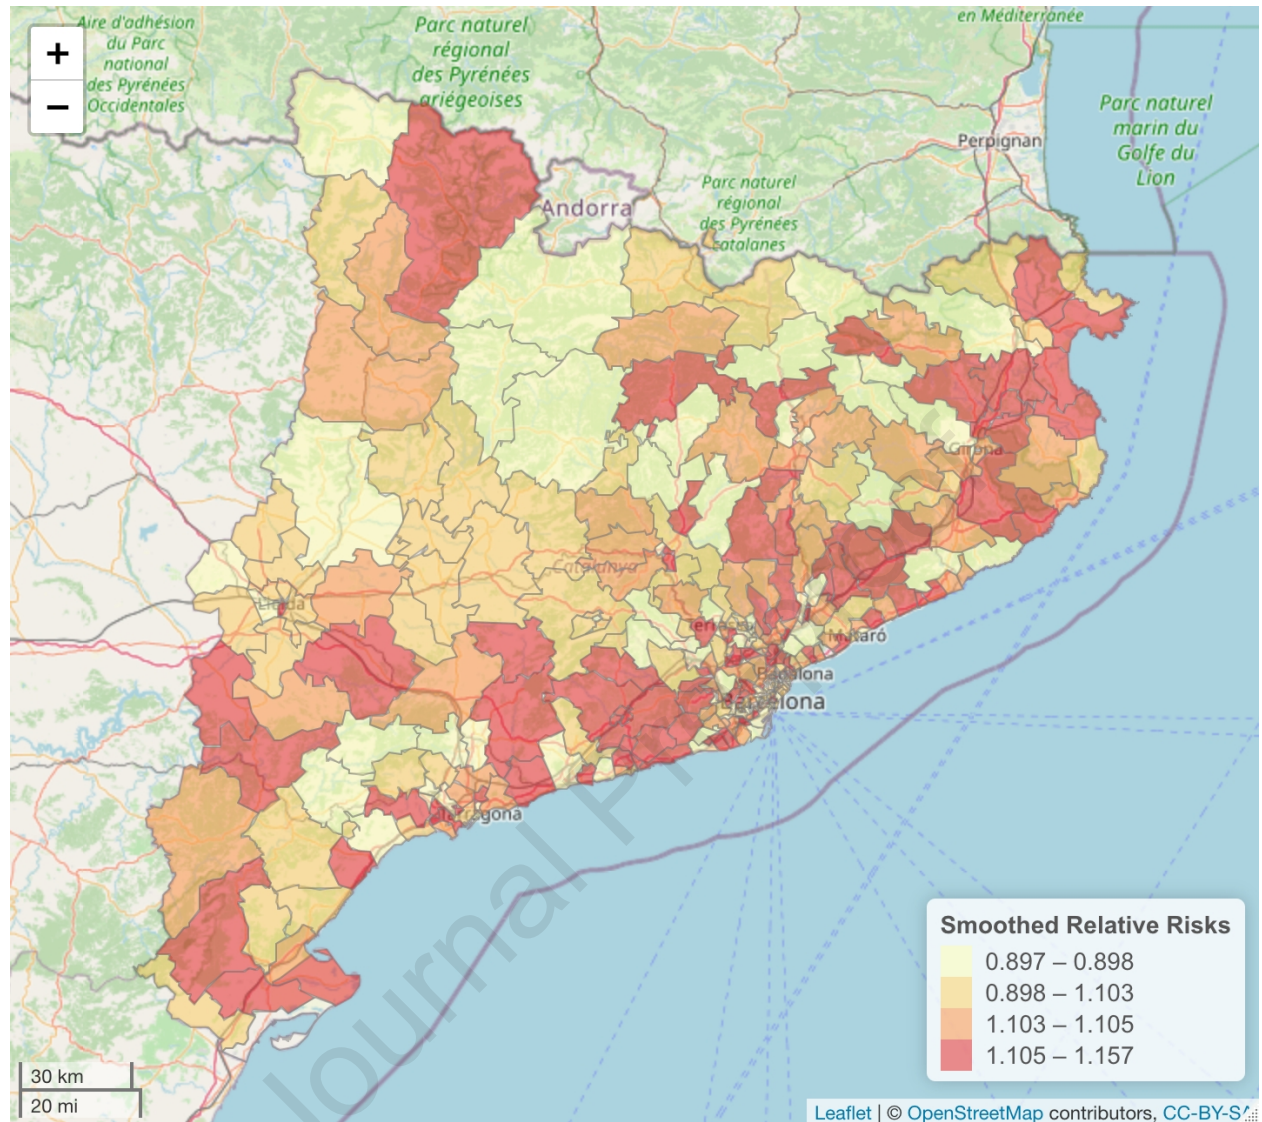 +
−
Aire d'adhésion
du Parc
national
des Pyrénées
Occidentales
Parc naturel
régional
des Pyrénées
ariégeoises
en Méditerranée
Parc naturel
marin du
Golfe du
Lion
Perpignan
Parc naturel
régional
des Pyrénées
catalanes
Andorra
Girona
Catalunya
Lleida
Terrassa
Mataró
Badalona
Barcelona
Tarragona
Journal Pr
Smoothed Relative Risks
0.897 – 0.898
0.898 – 1.103
1.103 – 1.105
1.105 – 1.157
30 km
20 mi
Leaflet | © OpenStreetMap contributors, CC-BY-SA